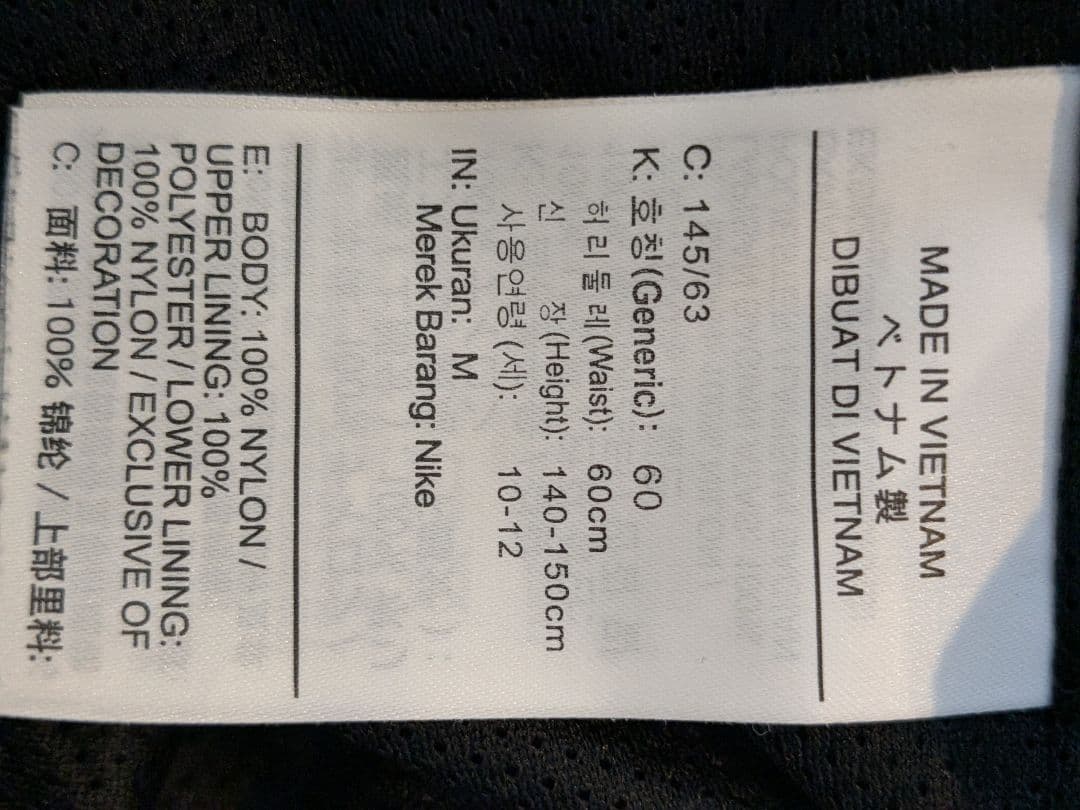 MADE IN VIETNAM
ベトナム製
DIBUAT DI VIETNAM
C: 145/63
K: 호칭(Generic): 60
허리둘레(Waist): 60cm
신 장(Height): 140-150cm
사용연령(세): 10-12
IN: Ukuran: M
Merek Barang: Nike
E: BODY: 100% NYLON /
UPPER LINING: 100%
POLYESTER / LOWER LINING:
100% NYLON / EXCLUSIVE OF
DECORATION
C: 面料: 100% 锦纶 / 上部里料: